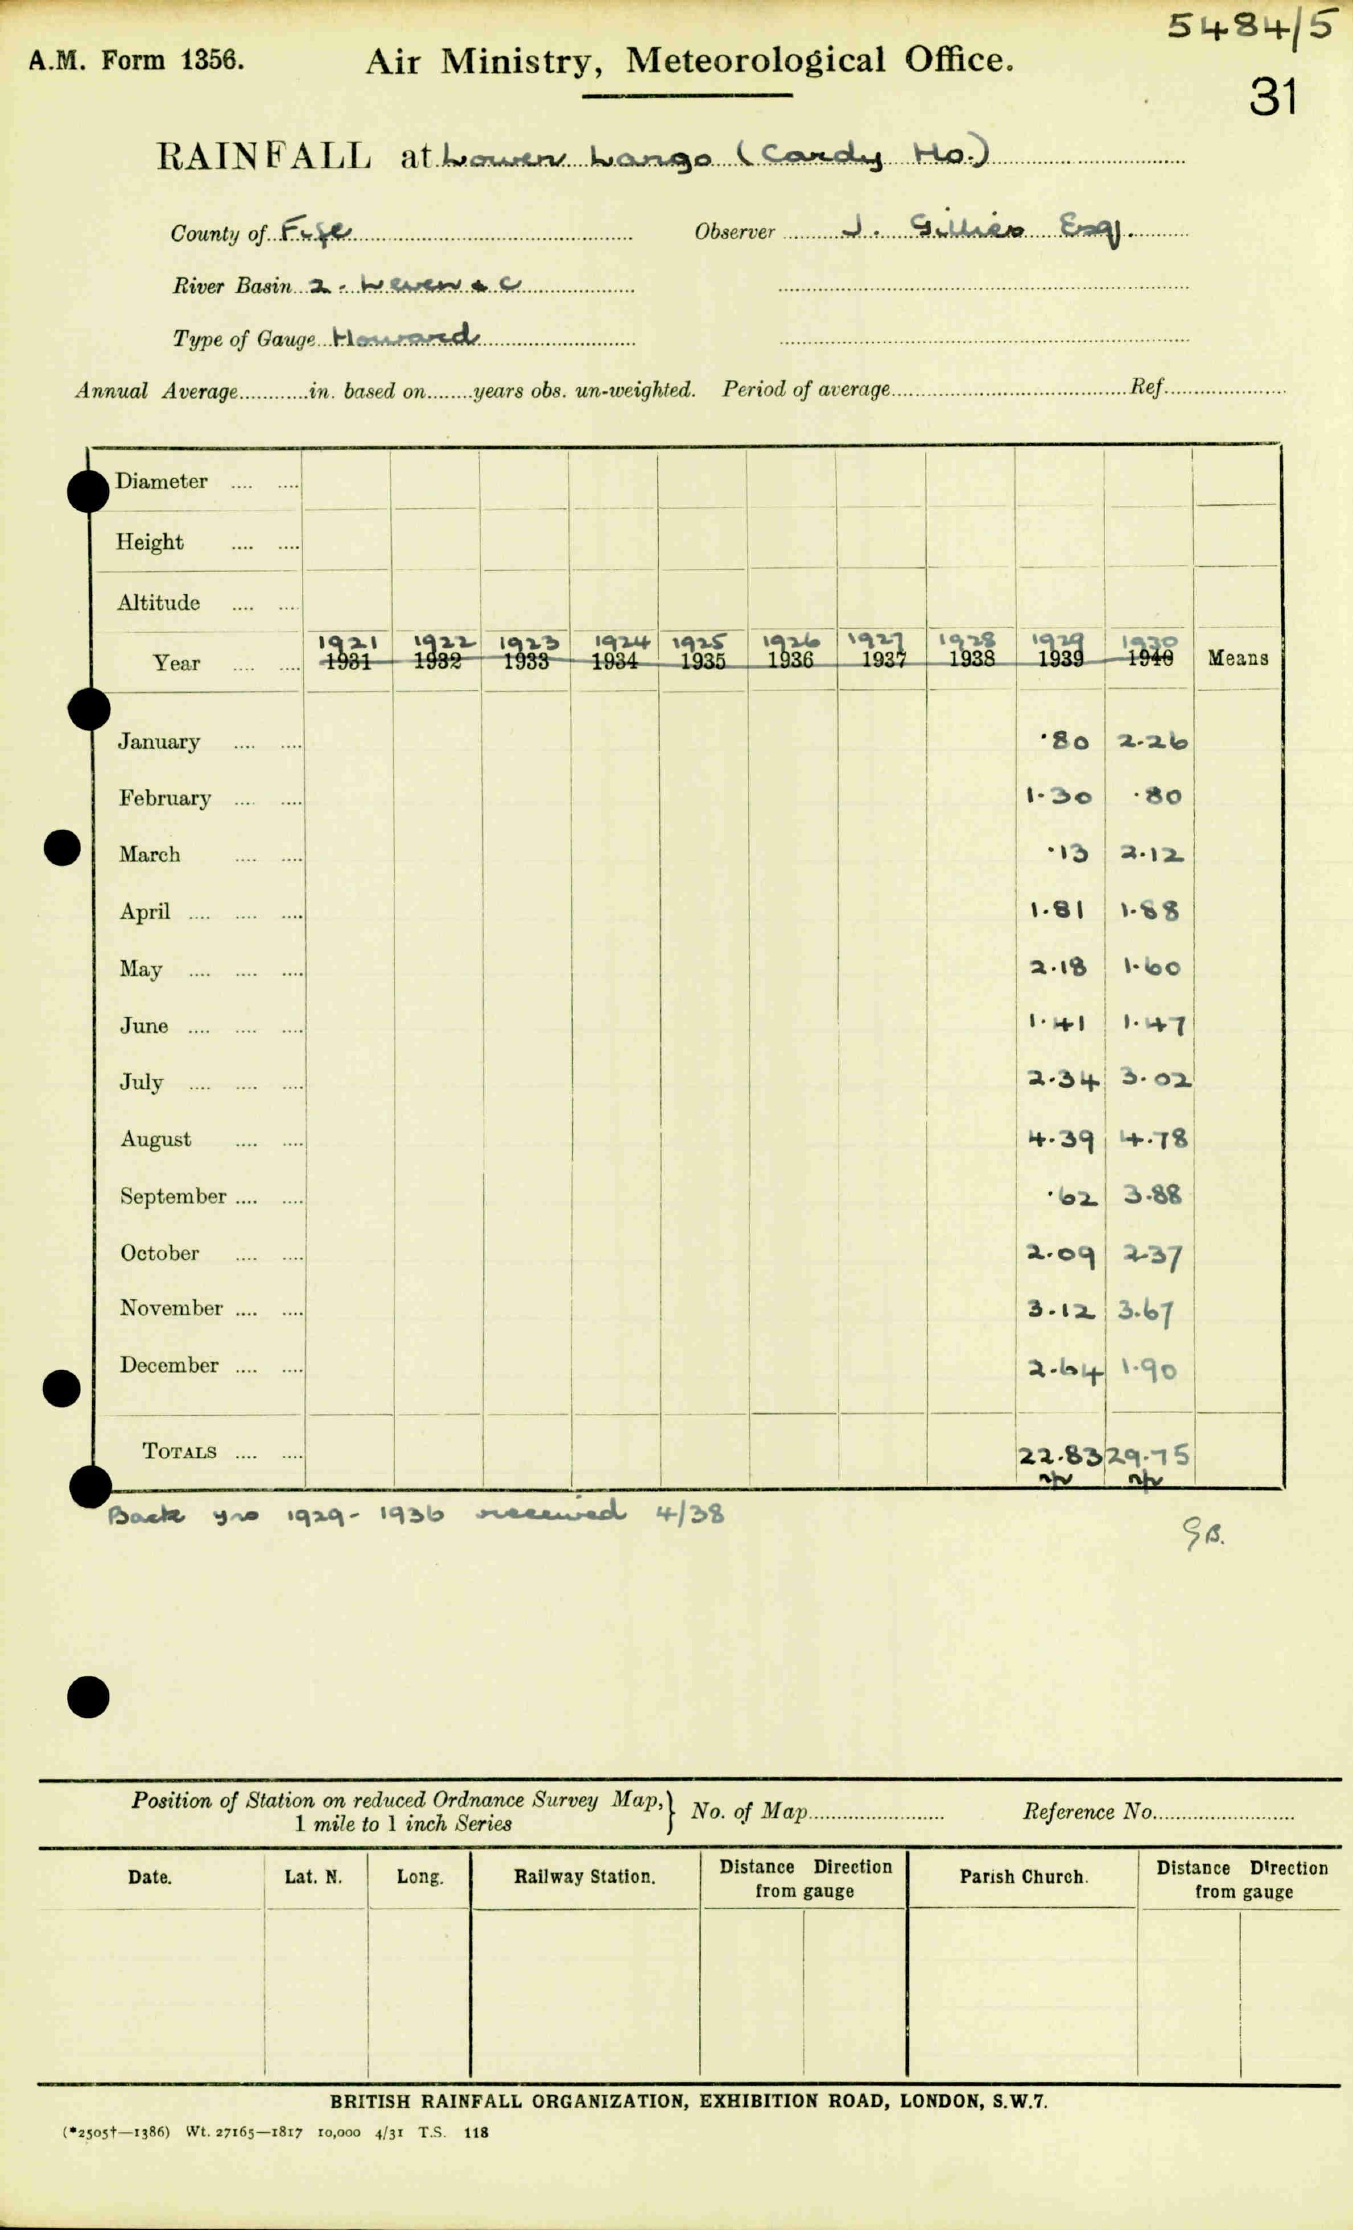 5484/5
A.M. Form 1356. Air Ministry, Meteorological Office.
31
RAINFALL at Lower Largo (Cardy Ho.)
County of Fife Observer J. Gillies Esq.
River Basin 2. Leven & C
Type of Gauge Howard
Annual Average............in. based on........years obs. un-weighted. Period of average.......................................Ref.....................
Diameter .... ....
Height .... ....
Altitude .... ....
1921 1922 1923 1924 1925 1926 1927 1928 1929 1930
Year .... .... 1931 1932 1933 1934 1935 1936 1937 1938 1939 1940 Means
January .... .... ·80 2.26
February .... .... 1.30 ·80
March .... .... ·13 2.12
April .... .... .... 1.81 1.88
May .... .... .... 2.18 1.60
June .... .... .... 1.41 1.47
July .... .... .... 2.34 3.02
August .... .... 4.39 4.78
September .... .... ·62 3.88
October .... .... 2.09 2.37
November .... .... 3.12 3.67
December .... .... 2.64 1.90
TOTALS .... .... 22.83 29.75
Back yrs 1929-1936 received 4/38
GB.
Position of Station on reduced Ordnance Survey Map,} No. of Map........................ Reference No.........................
1 mile to 1 inch Series
Date. Lat. N. Long. Railway Station. Distance Direction from gauge Parish Church. Distance Direction from gauge
BRITISH RAINFALL ORGANIZATION, EXHIBITION ROAD, LONDON, S.W.7.
(*2505†—1386) Wt. 27165—1817 10,000 4/31 T.S. 118